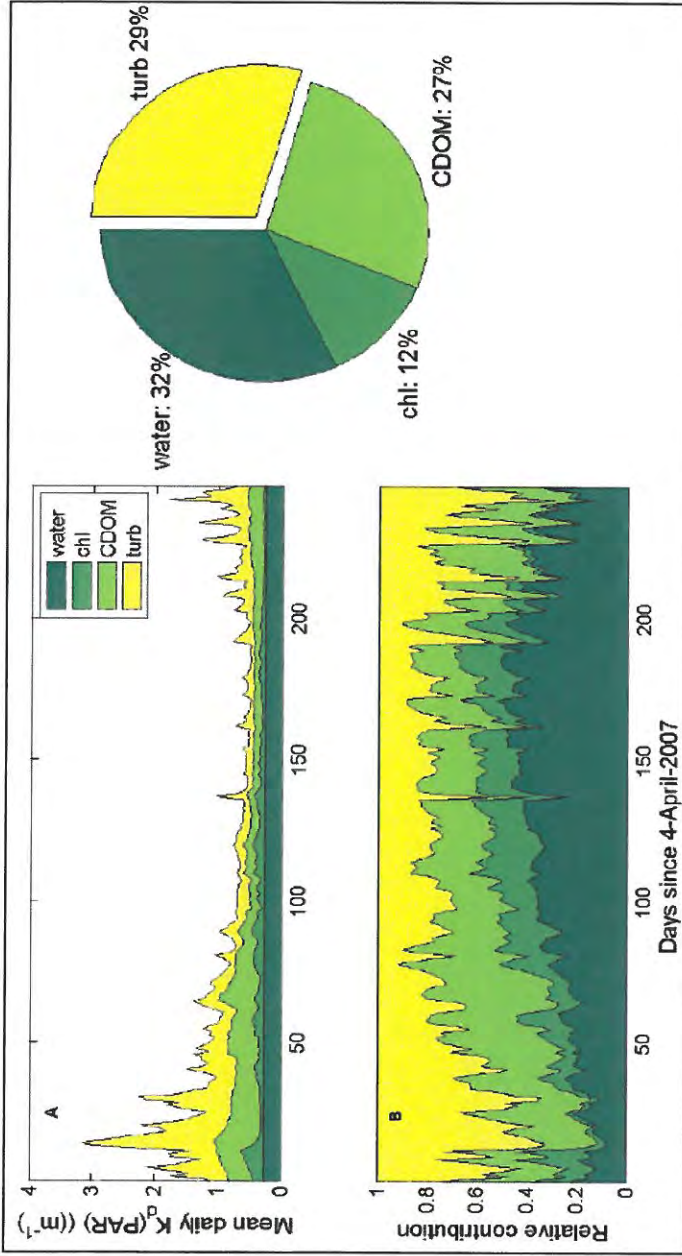 A
Mean daily K_d(PAR) (m⁻¹)
4
3
2
1
0
50
100
150
200
water
chl
CDOM
turb
B
Relative contribution
1
0.8
0.6
0.4
0.2
0
50
100
150
200
Days since 4-April-2007
water: 32%
turb 29%
chl: 12%
CDOM: 27%